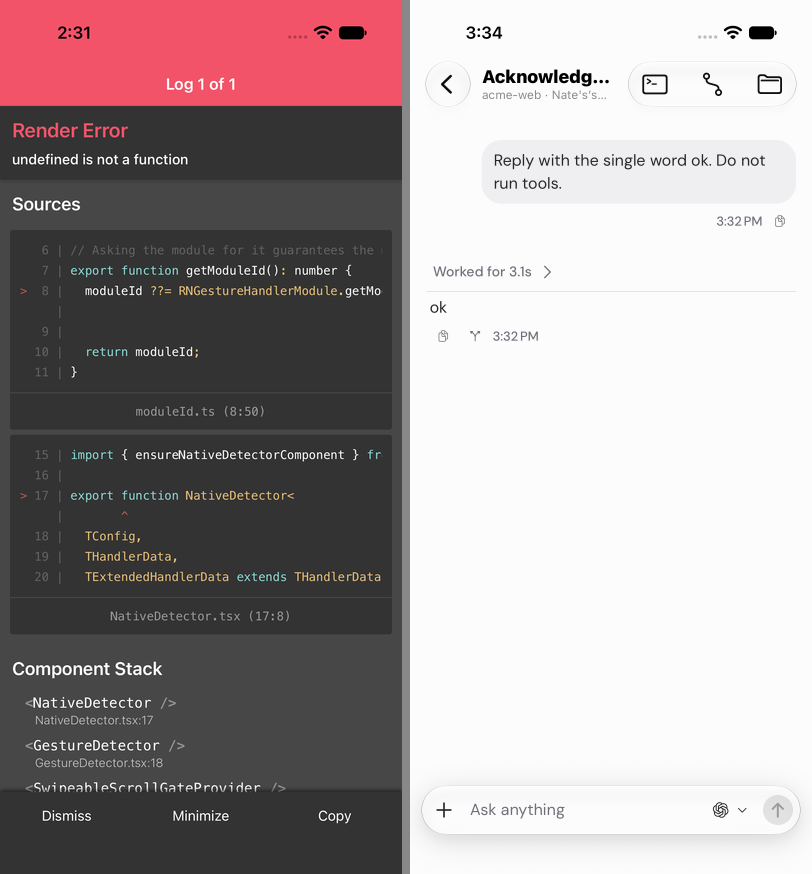 2:31
Log 1 of 1
Render Error
undefined is not a function
Sources
6 | // Asking the module for it guarantees the
7 | export function getModuleId(): number {
> 8 | moduleId ??= RNGestureHandlerModule.getMo
|
9 |
10 | return moduleId;
11 | }
moduleId.ts (8:50)
15 | import { ensureNativeDetectorComponent } fr
16 |
> 17 | export function NativeDetector<
| ^
18 | TConfig,
19 | THandlerData,
20 | TExtendedHandlerData extends THandlerData
NativeDetector.tsx (17:8)
Component Stack
<NativeDetector />
NativeDetector.tsx:17
<GestureDetector />
GestureDetector.tsx:18
<SwipeableScrollGateProvider />
Dismiss
Minimize
Copy
3:34
Acknowledg...
acme-web · Nate's's...
Reply with the single word ok. Do not
run tools.
3:32 PM
Worked for 3.1s
ok
3:32 PM
Ask anything